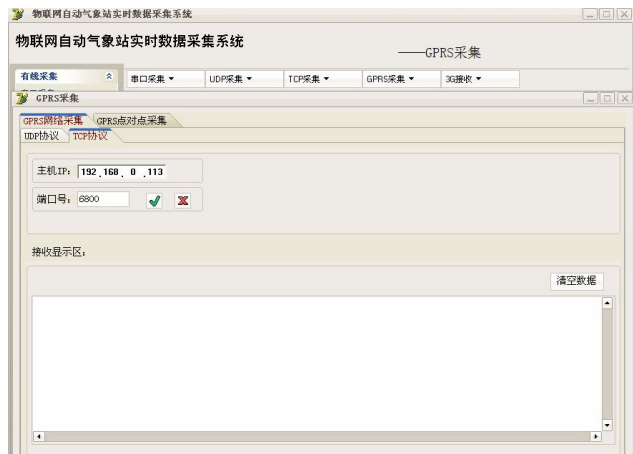 物联网自动气象站实时数据采集系统
物联网自动气象站实时数据采集系统
——GPRS采集
有线采集 串口采集 UDP采集 TCP采集 GPRS采集 3G接收
GPRS采集
GPRS网络采集 GPRS点对点采集
UDP协议 TCP协议
主机IP: 192.168.0.113
端口号: 6800
接收显示区:
清空数据